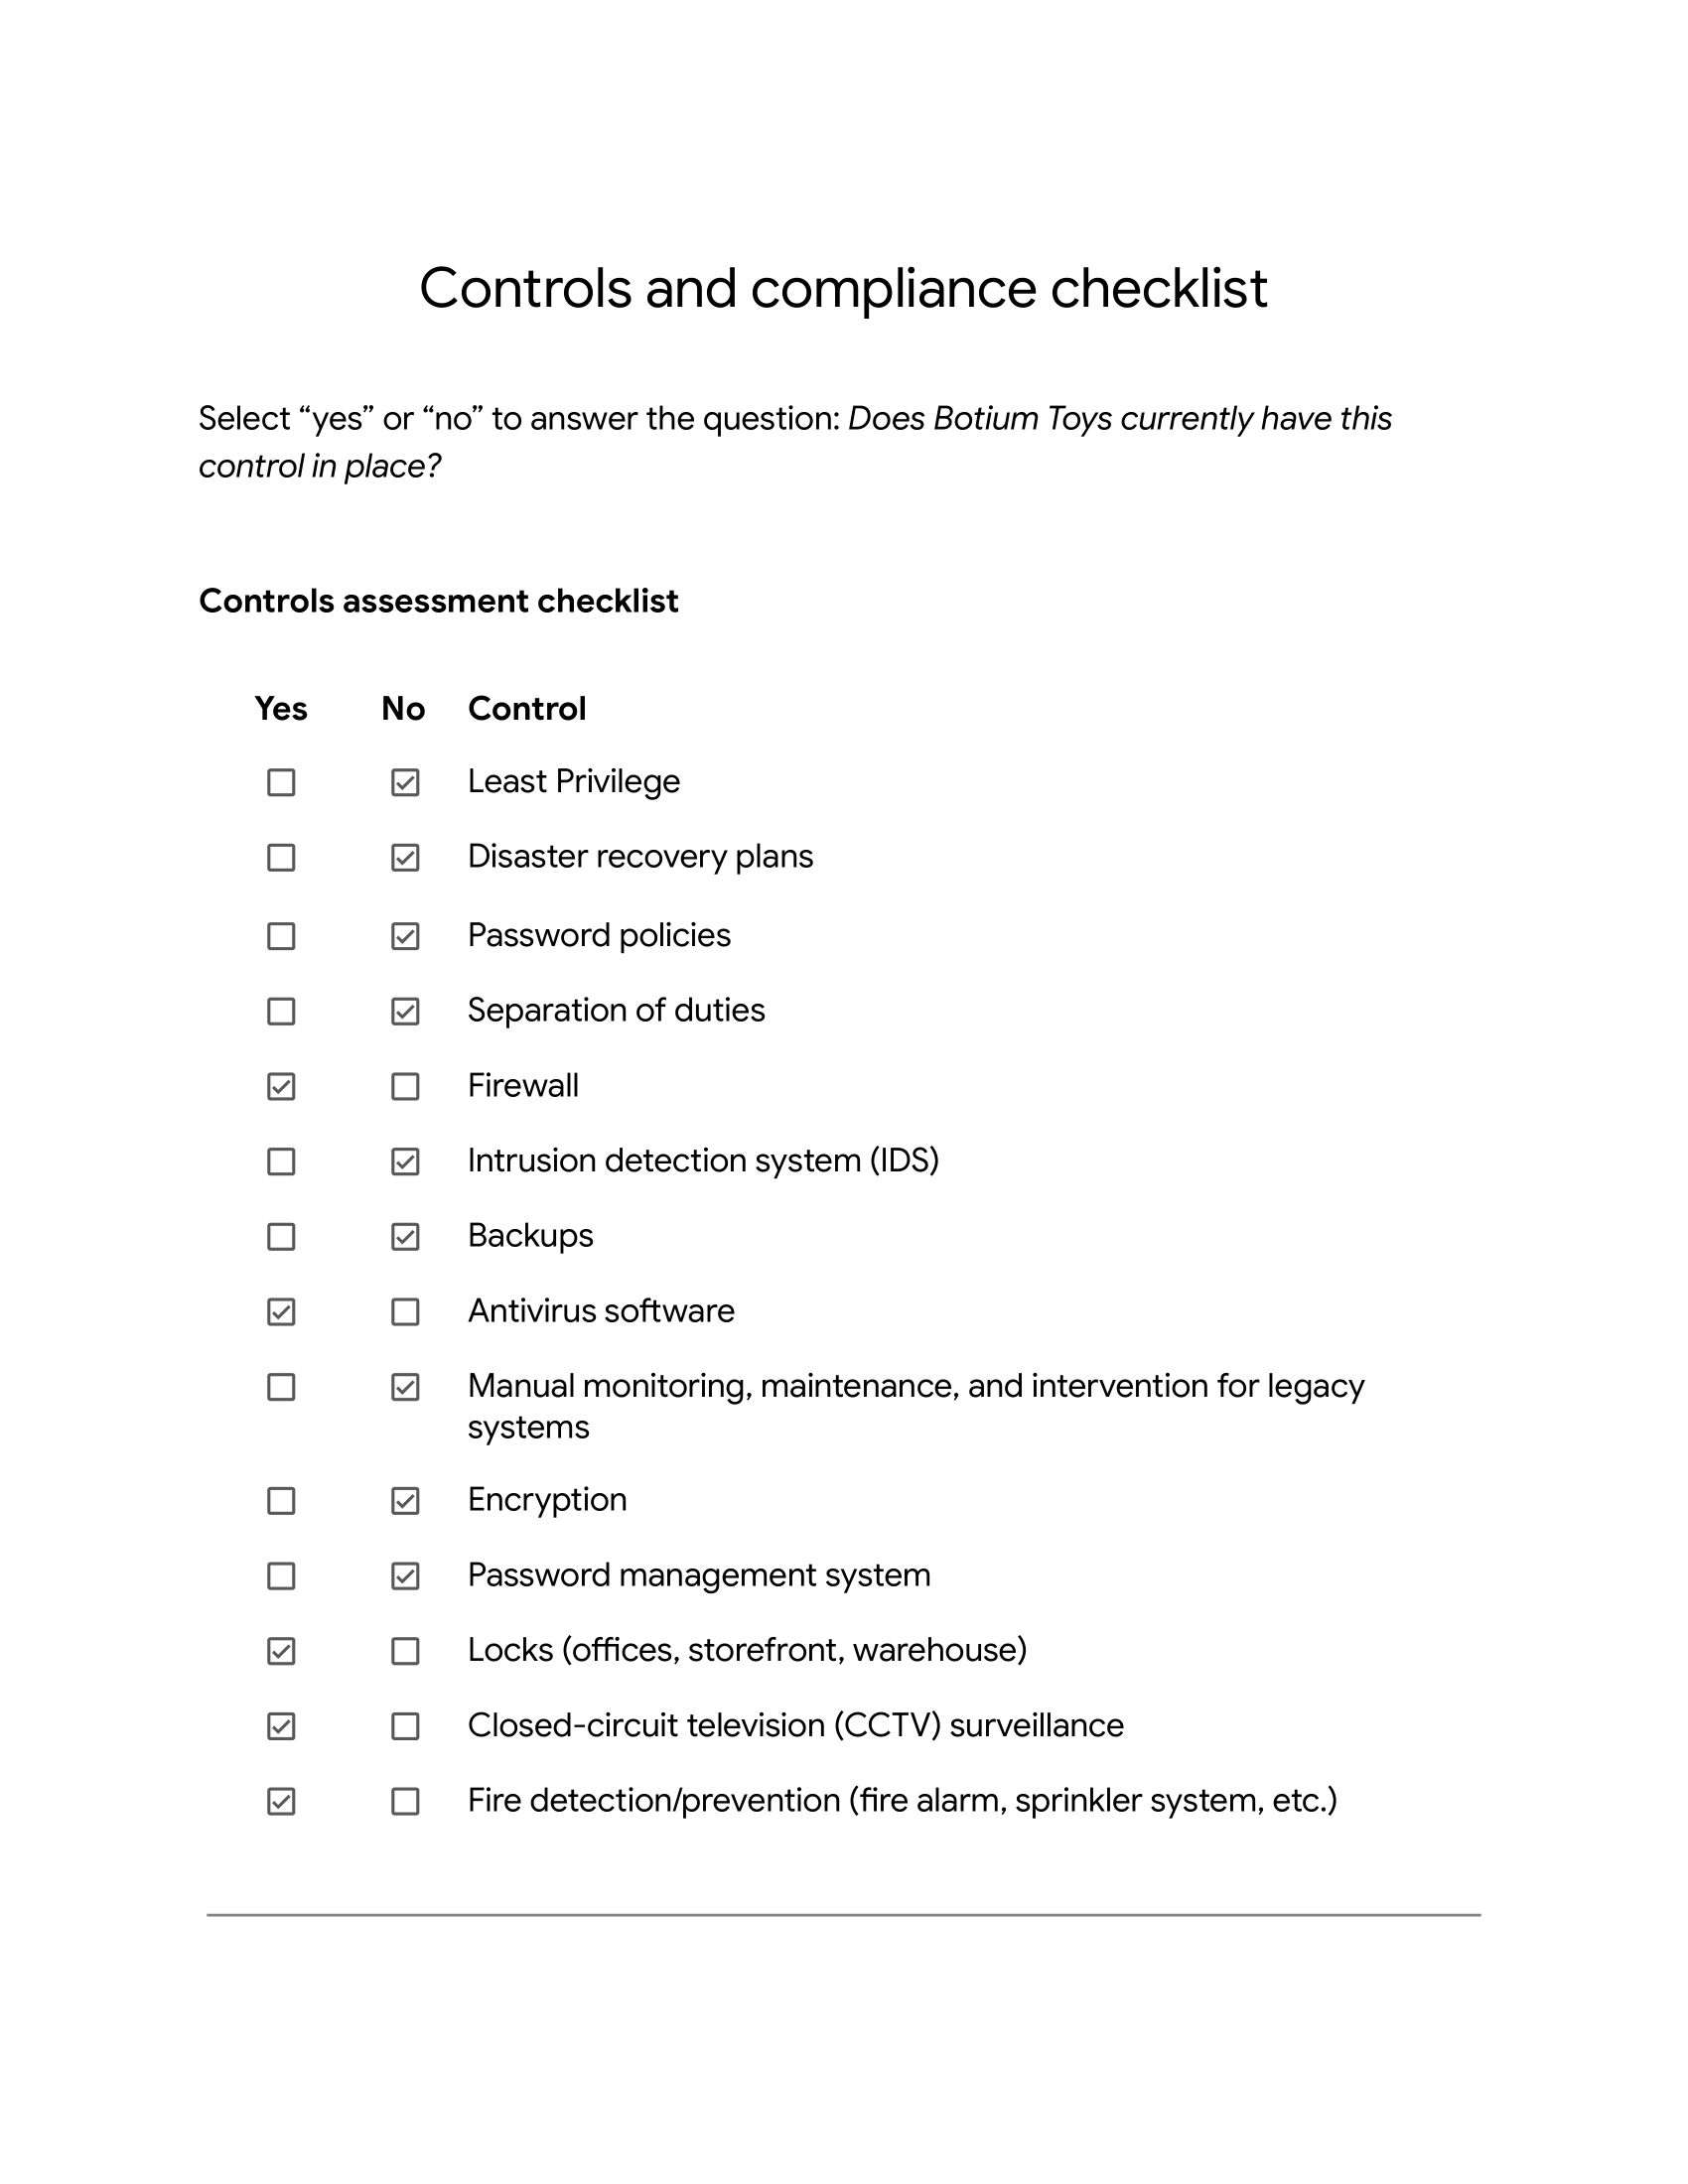 Controls and compliance checklist
Select “yes” or “no” to answer the question: Does Botium Toys currently have this
control in place?
Controls assessment checklist
Yes No Control
Least Privilege
Disaster recovery plans
Password policies
Separation of duties
Firewall
Intrusion detection system (IDS)
Backups
Antivirus software
Manual monitoring, maintenance, and intervention for legacy
systems
Encryption
Password management system
Locks (offices, storefront, warehouse)
Closed-circuit television (CCTV) surveillance
Fire detection/prevention (fire alarm, sprinkler system, etc.)